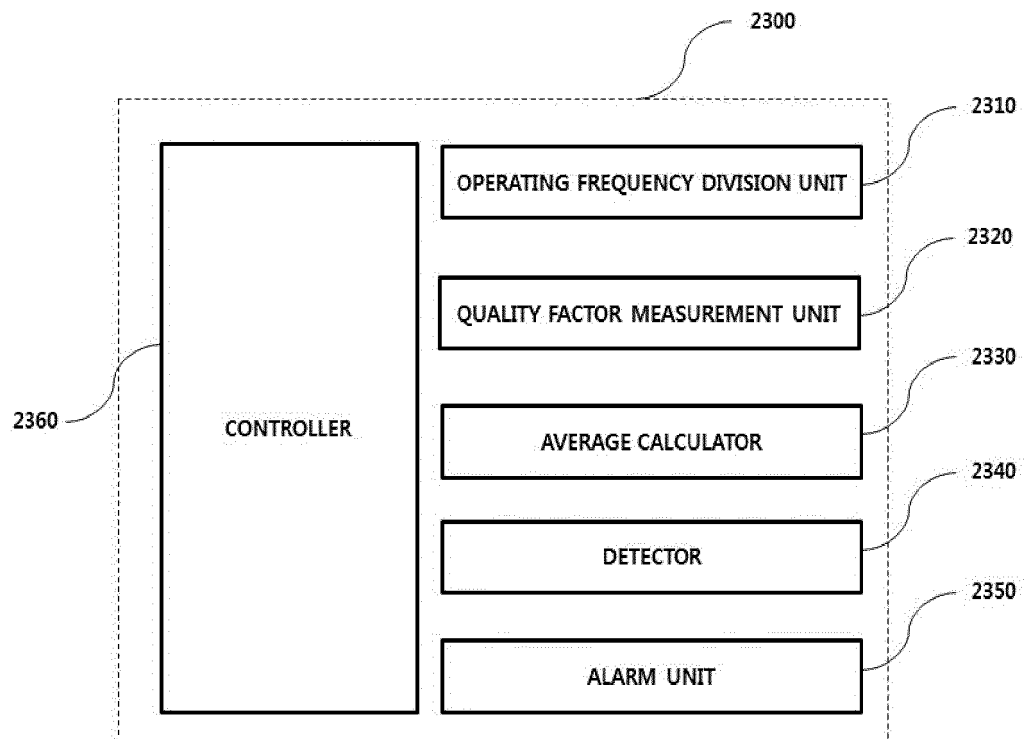 2300
2310
OPERATING FREQUENCY DIVISION UNIT
2320
QUALITY FACTOR MEASUREMENT UNIT
2330
2360
CONTROLLER
AVERAGE CALCULATOR
2340
DETECTOR
2350
ALARM UNIT